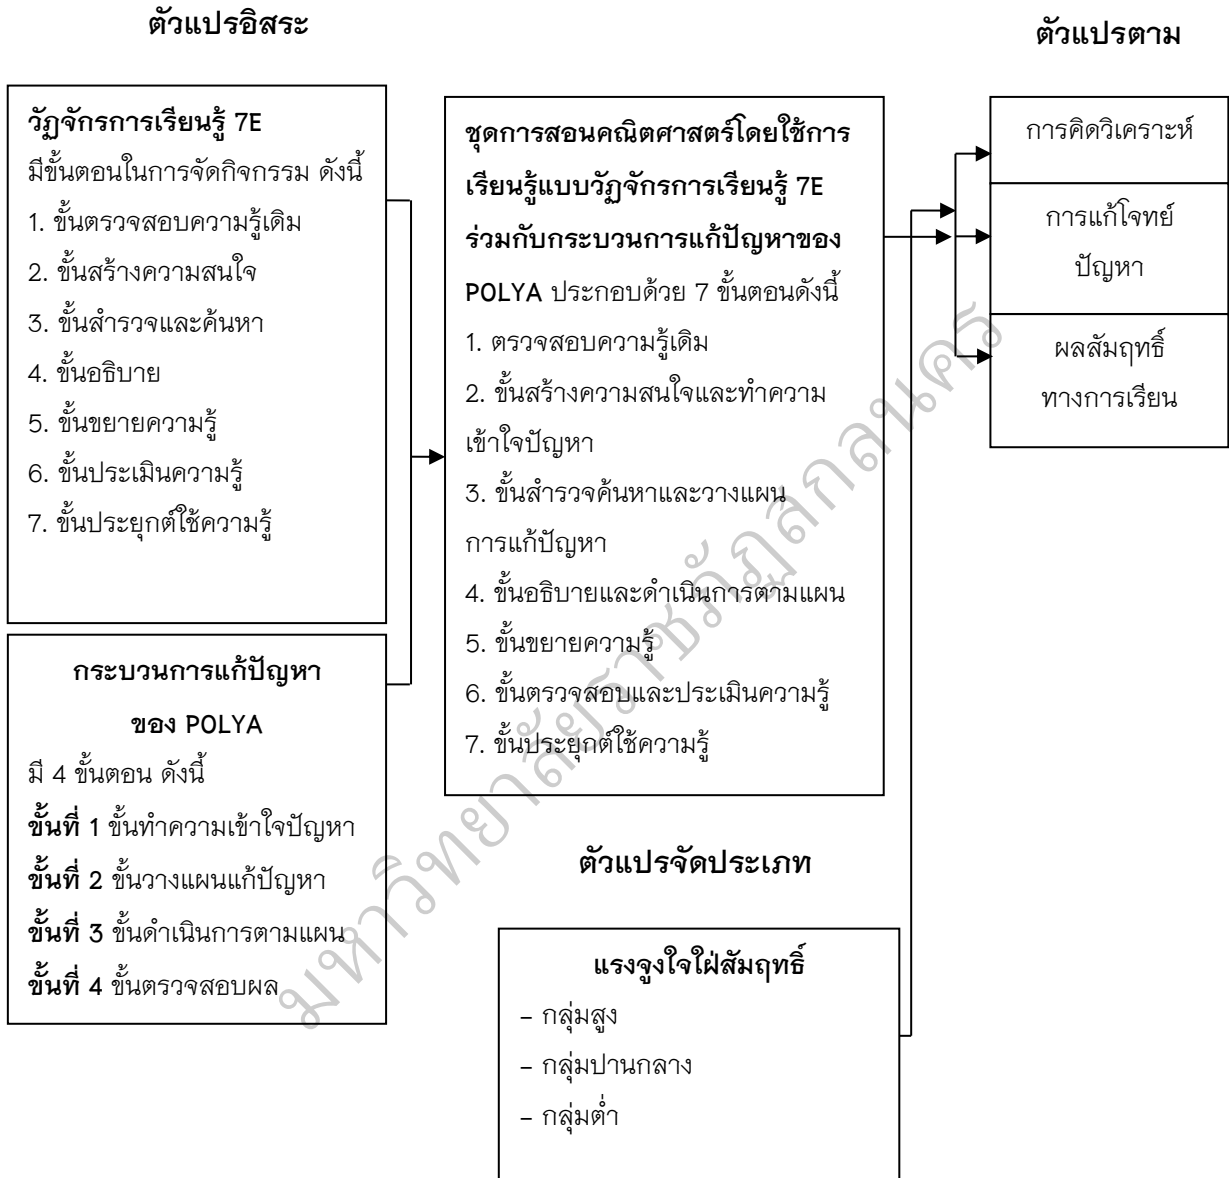 ตัวแปรอิสระ
ตัวแปรตาม
วัฏจักรการเรียนรู้ 7E
มีขั้นตอนในการจัดกิจกรรม ดังนี้
1. ขั้นตรวจสอบความรู้เดิม
2. ขั้นสร้างความสนใจ
3. ขั้นสำรวจและค้นหา
4. ขั้นอธิบาย
5. ขั้นขยายความรู้
6. ขั้นประเมินความรู้
7. ขั้นประยุกต์ใช้ความรู้
กระบวนการแก้ปัญหา
ของ POLYA
มี 4 ขั้นตอน ดังนี้
ขั้นที่ 1 ขั้นทำความเข้าใจปัญหา
ขั้นที่ 2 ขั้นวางแผนแก้ปัญหา
ขั้นที่ 3 ขั้นดำเนินการตามแผน
ขั้นที่ 4 ขั้นตรวจสอบผล
ชุดการสอนคณิตศาสตร์โดยใช้การ
เรียนรู้แบบวัฏจักรการเรียนรู้ 7E
ร่วมกับกระบวนการแก้ปัญหาของ
POLYA ประกอบด้วย 7 ขั้นตอนดังนี้
1. ตรวจสอบความรู้เดิม
2. ขั้นสร้างความสนใจและทำความ
เข้าใจปัญหา
3. ขั้นสำรวจค้นหาและวางแผน
การแก้ปัญหา
4. ขั้นอธิบายและดำเนินการตามแผน
5. ขั้นขยายความรู้
6. ขั้นตรวจสอบและประเมินความรู้
7. ขั้นประยุกต์ใช้ความรู้
การคิดวิเคราะห์
การแก้โจทย์
ปัญหา
ผลสัมฤทธิ์
ทางการเรียน
ตัวแปรจัดประเภท
แรงจูงใจใฝ่สัมฤทธิ์
- กลุ่มสูง
- กลุ่มปานกลาง
- กลุ่มต่ำ
มหาวิทยาลัยราชภัฏสกลนคร